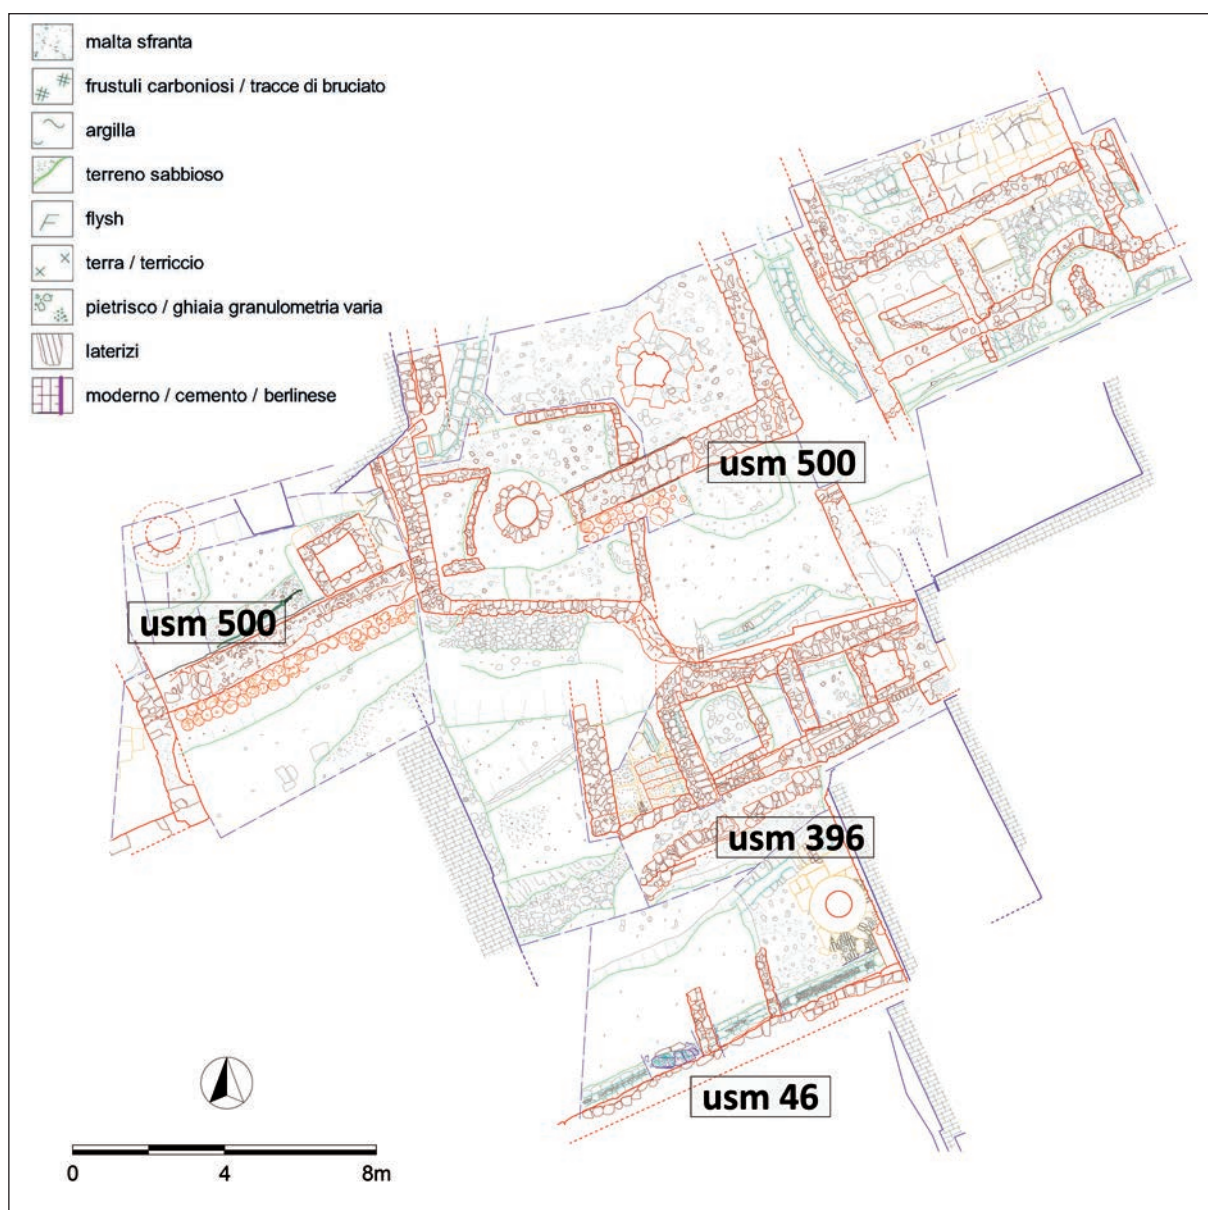 malta sfranta
frustuli carboniosi / tracce di bruciato
argilla
terreno sabbioso
flysh
terra / terriccio
pietrisco / ghiaia granulometria varia
laterizi
moderno / cemento / berlinese
usm 500
usm 500
usm 396
usm 46
0 4 8m